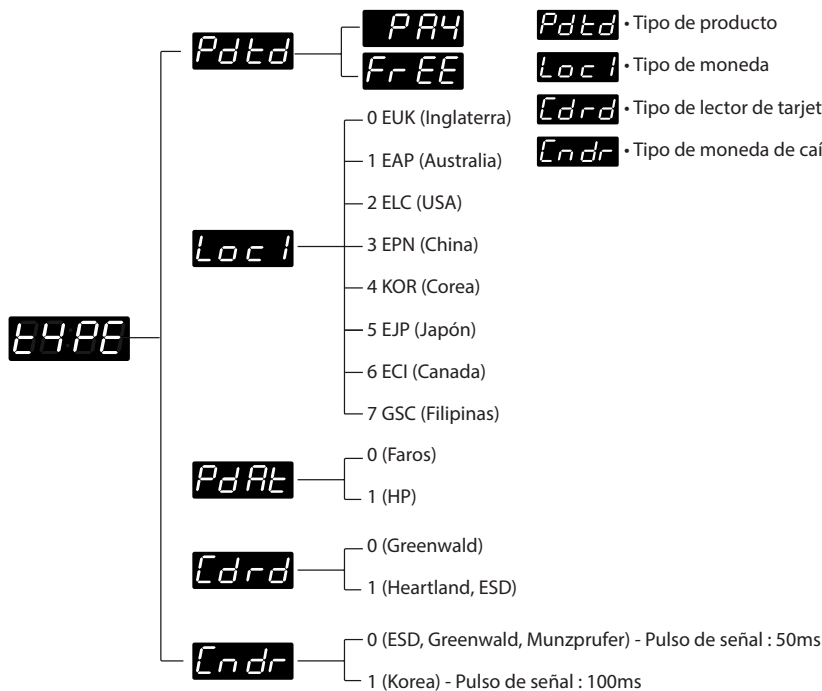 Pdtd
PAY
FrEE
Pdtd • Tipo de producto
Loc1 • Tipo de moneda
Cdrd • Tipo de lector de tarjet
Cndr • Tipo de moneda de caí
0 EUK (Inglaterra)
1 EAP (Australia)
2 ELC (USA)
Loc1
3 EPN (China)
4 KOR (Corea)
tYPE
5 EJP (Japón)
6 ECI (Canada)
7 GSC (Filipinas)
PdAt
0 (Faros)
1 (HP)
Cdrd
0 (Greenwald)
1 (Heartland, ESD)
Cndr
0 (ESD, Greenwald, Munzprufer) - Pulso de señal : 50ms
1 (Korea) - Pulso de señal : 100ms